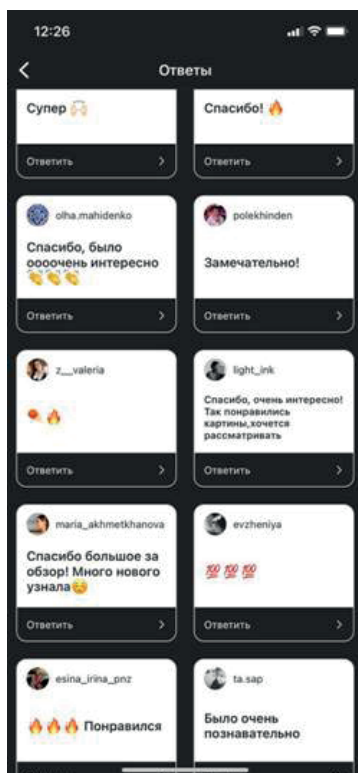 12:26
Ответы
Супер 🙌🏻
Спасибо! 🔥
Ответить
Ответить
olha.mahidenko
polekhinden
Спасибо, было
оооочень интересно
👏👏👏
Замечательно!
Ответить
Ответить
z__valeria
light_ink
🔥
Спасибо, очень интересно!
Так понравились
картины,хочется
рассматривать
Ответить
Ответить
maria_akhmetkhanova
evzheniya
Спасибо большое за
обзор! Много нового
узнала☺️
💯 💯 💯
Ответить
Ответить
esina_irina_pnz
ta.sap
🔥🔥🔥 Понравился
Было очень
познавательно